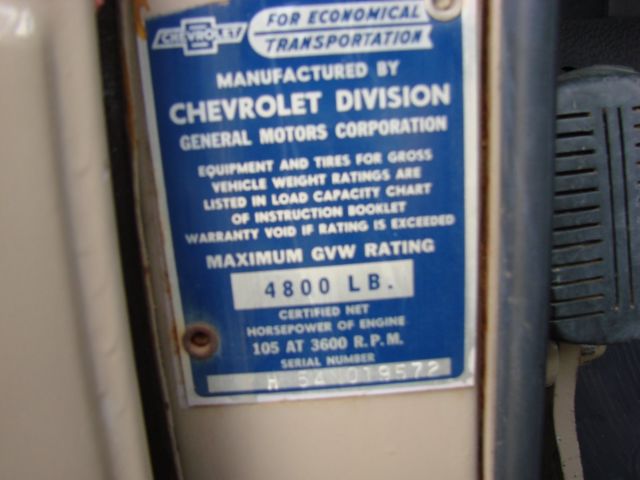 CHEVROLET
FOR ECONOMICAL
TRANSPORTATION
MANUFACTURED BY
CHEVROLET DIVISION
GENERAL MOTORS CORPORATION
EQUIPMENT AND TIRES FOR GROSS
VEHICLE WEIGHT RATINGS ARE
LISTED IN LOAD CAPACITY CHART
OF INSTRUCTION BOOKLET
WARRANTY VOID IF RATING IS EXCEEDED
MAXIMUM GVW RATING
4800 LB.
CERTIFIED NET
HORSEPOWER OF ENGINE
105 AT 3600 R.P.M.
SERIAL NUMBER
H 54 019572